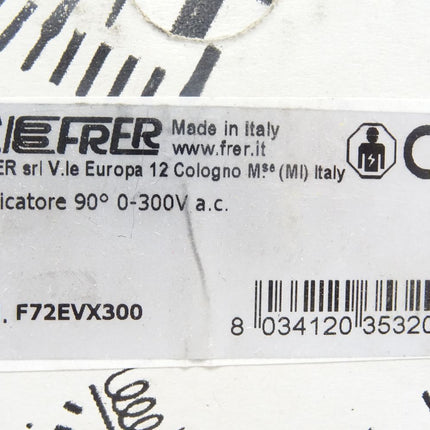 FRER Made in Italy
www.frer.it
ER srl V.le Europa 12 Cologno M.se (MI) Italy
icatore 90° 0-300V a.c.
. F72EVX300
8 034120 35320